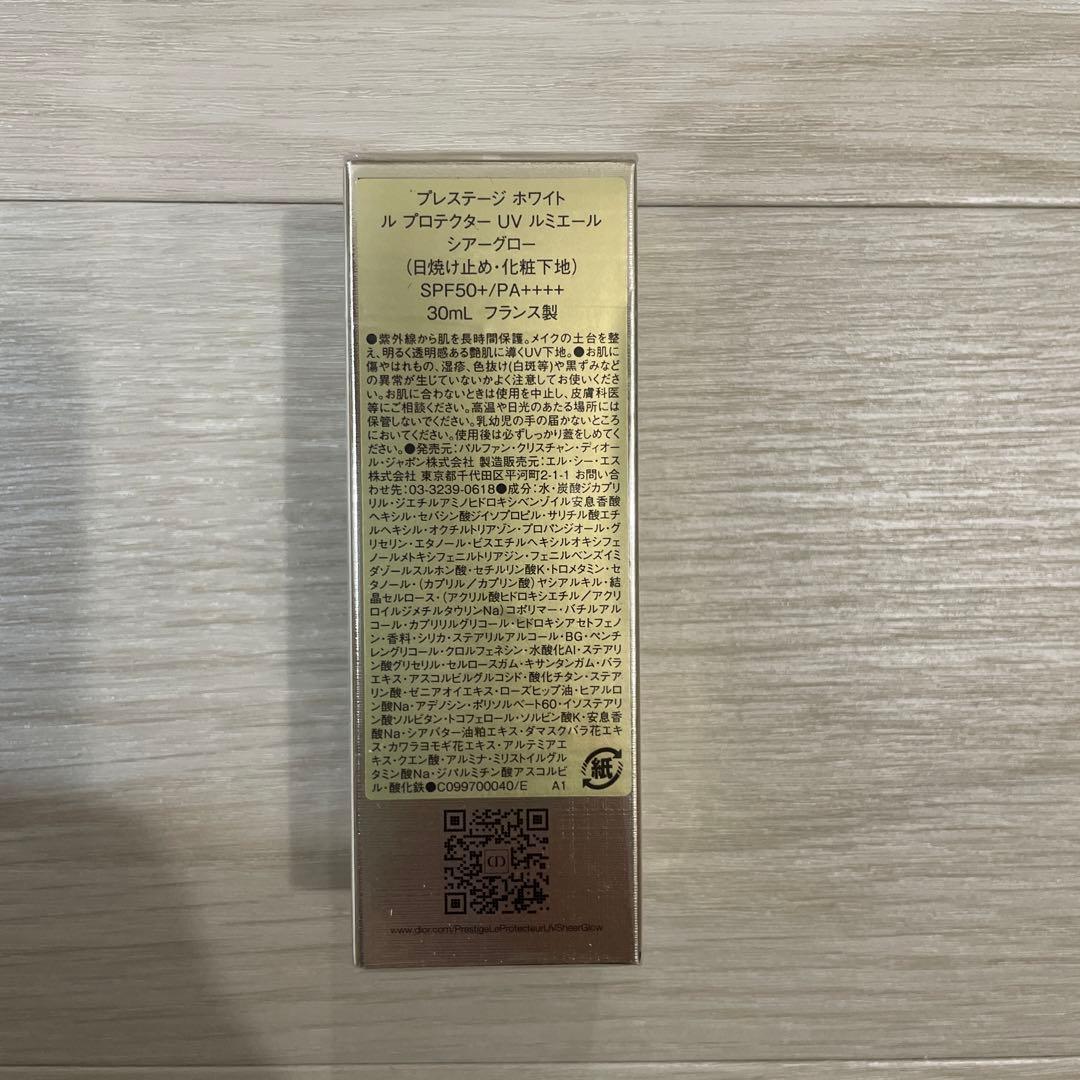 プレステージ ホワイト
ル プロテクター UV ルミエール
シアーグロー
(日焼け止め・化粧下地)
SPF50+/PA++++
30mL フランス製
●紫外線から肌を長時間保護。メイクの土台を整
え、明るく透明感ある艶肌に導くUV下地。●お肌に
傷やはれもの、湿疹、色抜け(白斑等)や黒ずみなど
の異常が生じていないかよく注意してお使いくださ
い。お肌に合わないときは使用を中止し、皮膚科医
等にご相談ください。高温や日光のあたる場所には
保管しないでください。乳幼児の手の届かないところ
においてください。使用後は必ずしっかり蓋をしめてく
ださい。●発売元:パルファン・クリスチャン・ディオー
ル・ジャポン株式会社 製造販売元:エル・シー・エス
株式会社 東京都千代田区平河町2-1-1 お問い合
わせ先:03-3239-0618●成分:水・炭酸ジカプリ
リル・ジエチルアミノヒドロキシベンゾイル安息香酸
ヘキシル・セバシン酸ジイソプロピル・サリチル酸エチ
ルヘキシル・オクチルトリアゾン・プロパンジオール・グ
リセリン・エタノール・ビスエチルヘキシルオキシフェ
ノールメトキシフェニルトリアジン・フェニルベンズイミ
ダゾールスルホン酸・セチルリン酸K・トロメタミン・セ
タノール・(カプリル/カプリン酸)ヤシアルキル・結
晶セルロース・(アクリル酸ヒドロキシエチル/アクリ
ロイルジメチルタウリンNa)コポリマー・バチルアル
コール・カプリリルグリコール・ヒドロキシアセトフェノ
ン・香料・シリカ・ステアリルアルコール・BG・ペンチ
レングリコール・クロルフェネシン・水酸化Al・ステアリ
ン酸グリセリル・セルロースガム・キサンタンガム・バラ
エキス・アスコルビルグルコシド・酸化チタン・ステア
リン酸・ゼニアオイエキス・ローズヒップ油・ヒアルロ
ン酸Na・アデノシン・ポリソルベート60・イソステアリ
ン酸ソルビタン・トコフェロール・ソルビン酸K・安息香
酸Na・シアバター油粕エキス・ダマスクバラ花エキ
ス・カワラヨモギ花エキス・アルテミアエ
キス・クエン酸・アルミナ・ミリストイルグル
タミン酸Na・ジパルミチン酸アスコルビ
ル・酸化鉄●C099700040/E A1
紙
CD
www.dior.com/PrestigeLeProtecteurUVSheerGlow